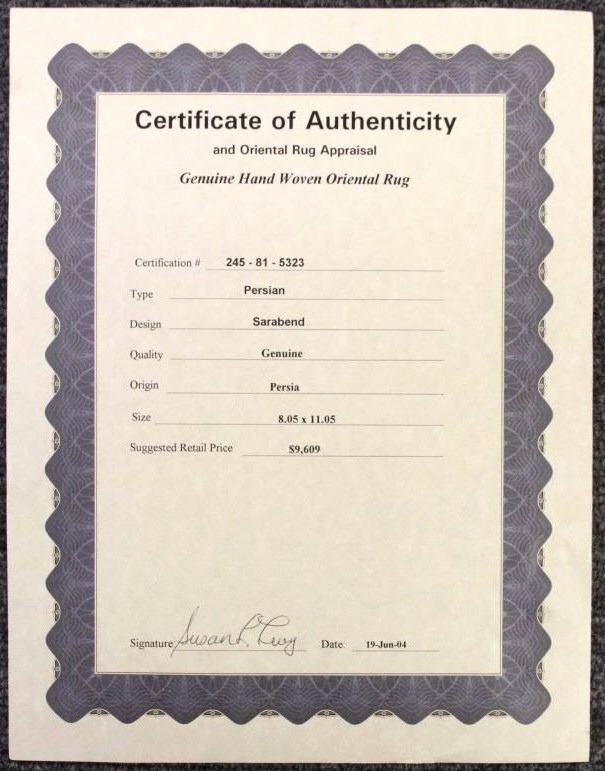 Certificate of Authenticity
and Oriental Rug Appraisal
Genuine Hand Woven Oriental Rug
Certification # 245 - 81 - 5323
Type Persian
Design Sarabend
Quality Genuine
Origin Persia
Size 8.05 x 11.05
Suggested Retail Price $9,609
Signature Susan Date: 19-Jun-04